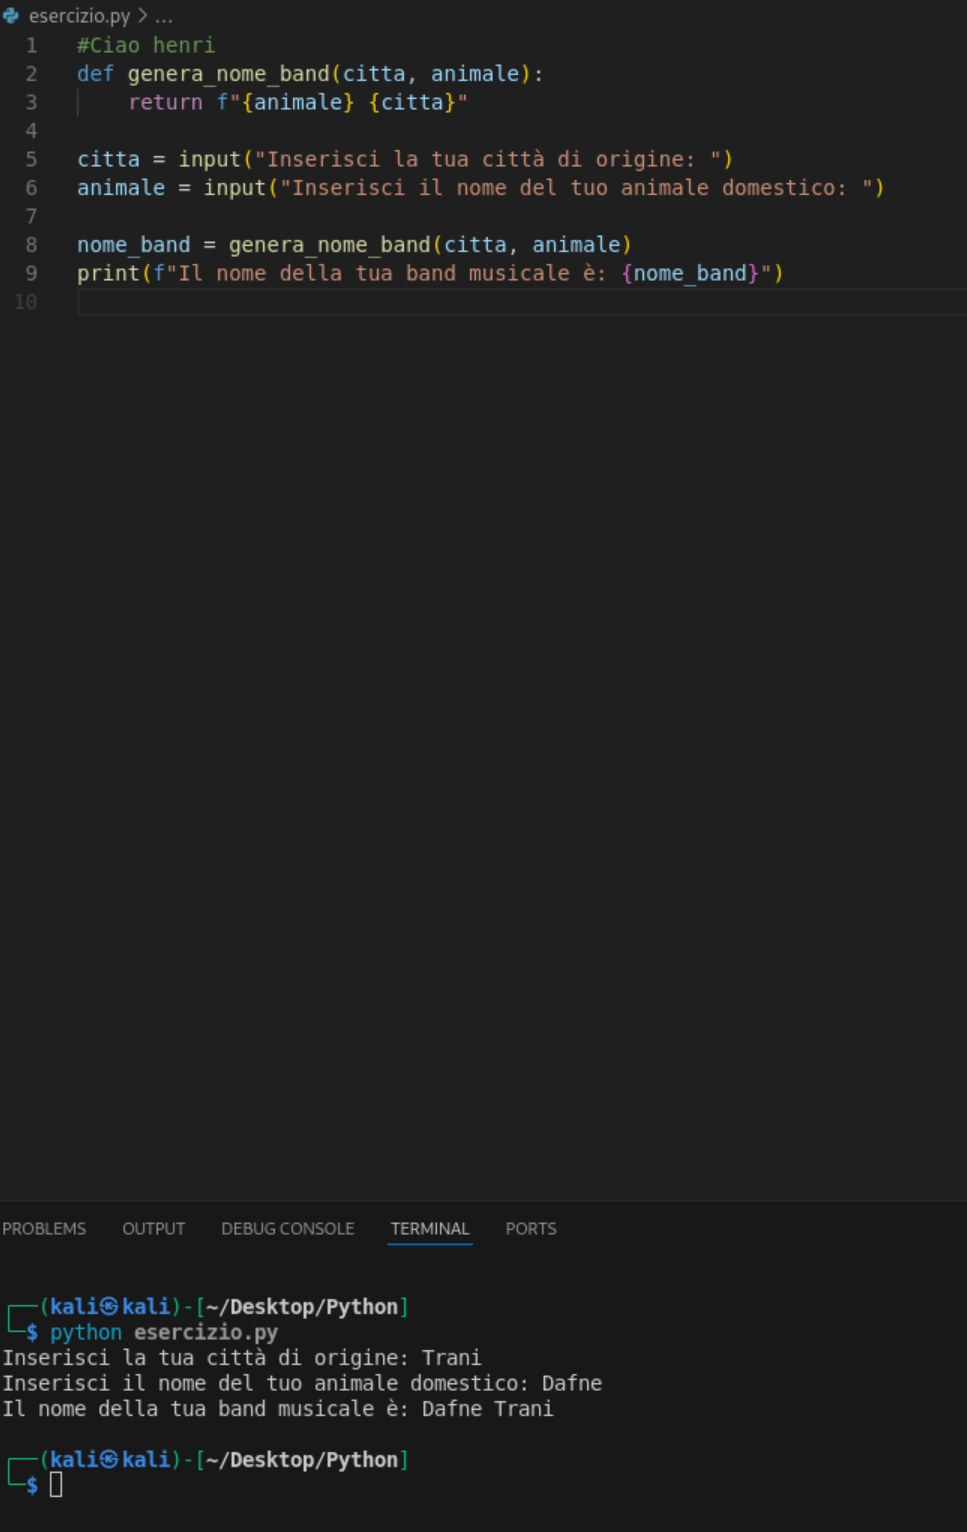 esercizio.py > ...
1 #Ciao henri
2 def genera_nome_band(citta, animale):
3     return f"{animale} {citta}"
4
5 citta = input("Inserisci la tua città di origine: ")
6 animale = input("Inserisci il nome del tuo animale domestico: ")
7
8 nome_band = genera_nome_band(citta, animale)
9 print(f"Il nome della tua band musicale è: {nome_band}")
10
PROBLEMS OUTPUT DEBUG CONSOLE TERMINAL PORTS
┌──(kali㉿kali)-[~/Desktop/Python]
└─$ python esercizio.py
Inserisci la tua città di origine: Trani
Inserisci il nome del tuo animale domestico: Dafne
Il nome della tua band musicale è: Dafne Trani
┌──(kali㉿kali)-[~/Desktop/Python]
└─$